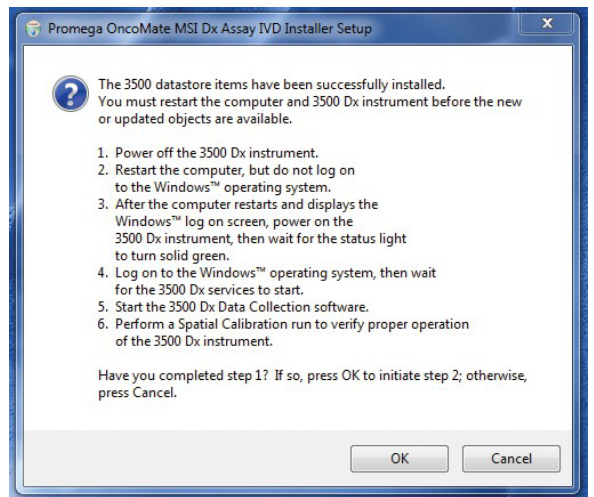 Promega OncoMate MSI Dx Assay IVD Installer Setup
The 3500 datastore items have been successfully installed.
You must restart the computer and 3500 Dx instrument before the new
or updated objects are available.
1. Power off the 3500 Dx instrument.
2. Restart the computer, but do not log on
to the Windows™ operating system.
3. After the computer restarts and displays the
Windows™ log on screen, power on the
3500 Dx instrument, then wait for the status light
to turn solid green.
4. Log on to the Windows™ operating system, then wait
for the 3500 Dx services to start.
5. Start the 3500 Dx Data Collection software.
6. Perform a Spatial Calibration run to verify proper operation
of the 3500 Dx instrument.
Have you completed step 1? If so, press OK to initiate step 2; otherwise,
press Cancel.
OK Cancel